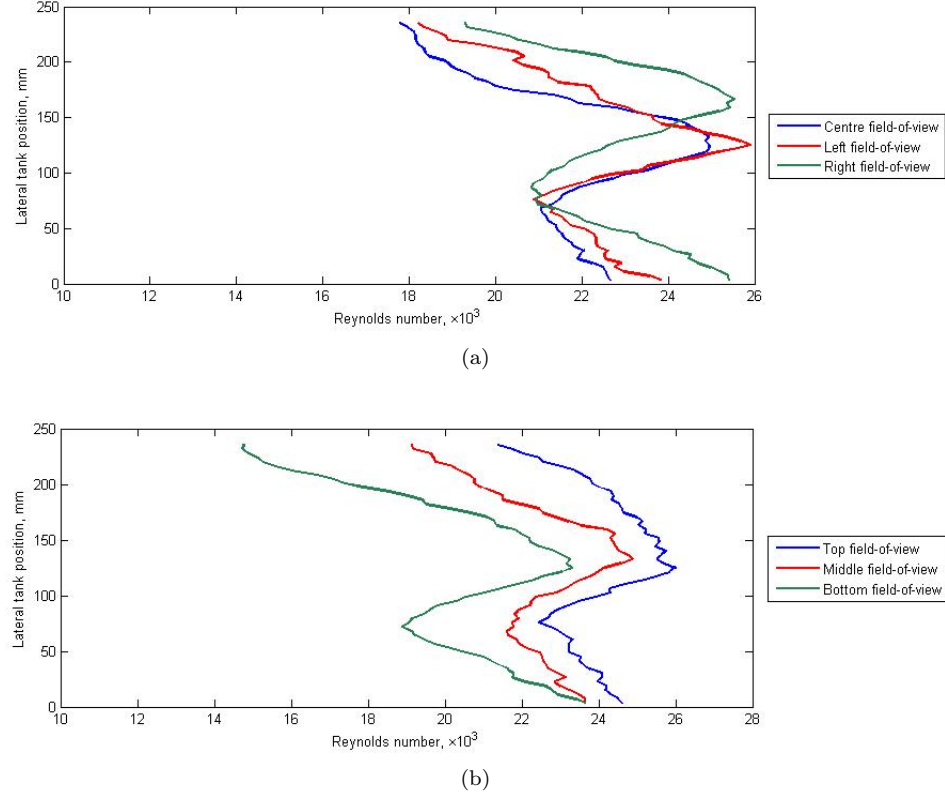 250
200
150
100
50
0
Lateral tank position, mm
10 12 14 16 18 20 22 24 26
Reynolds number, ×10³
Centre field-of-view
Left field-of-view
Right field-of-view
(a)
250
200
150
100
50
0
Lateral tank position, mm
10 12 14 16 18 20 22 24 26 28
Reynolds number, ×10³
Top field-of-view
Middle field-of-view
Bottom field-of-view
(b)